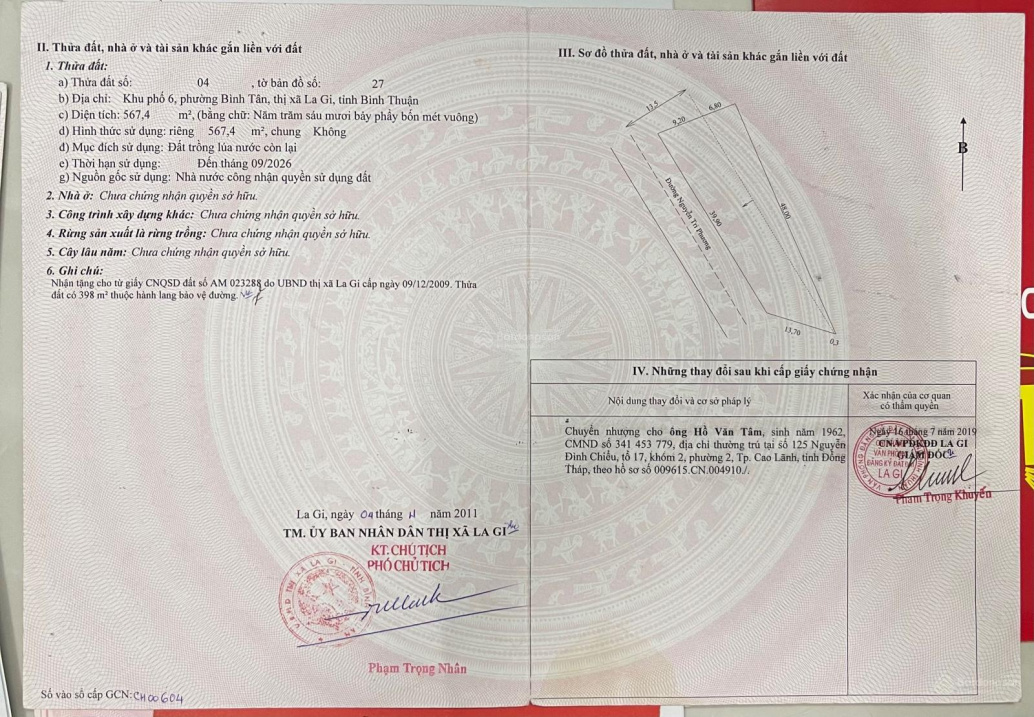 II. Thửa đất, nhà ở và tài sản khác gắn liền với đất
1. Thửa đất:
a) Thửa đất số: 04 , tờ bản đồ số: 27
b) Địa chỉ: Khu phố 6, phường Bình Tân, thị xã La Gi, tỉnh Bình Thuận
c) Diện tích: 567,4 m², (bằng chữ: Năm trăm sáu mươi bảy phẩy bốn mét vuông)
d) Hình thức sử dụng: riêng 567,4 m², chung Không
đ) Mục đích sử dụng: Đất trồng lúa nước còn lại
e) Thời hạn sử dụng: Đến tháng 09/2026
g) Nguồn gốc sử dụng: Nhà nước công nhận quyền sử dụng đất
2. Nhà ở: Chưa chứng nhận quyền sở hữu.
3. Công trình xây dựng khác: Chưa chứng nhận quyền sở hữu.
4. Rừng sản xuất là rừng trồng: Chưa chứng nhận quyền sở hữu.
5. Cây lâu năm: Chưa chứng nhận quyền sở hữu.
6. Ghi chú:
Nhận tặng cho từ giấy CNQSD đất số AM 023288 do UBND thị xã La Gi cấp ngày 09/12/2009. Thửa
đất có 398 m² thuộc hành lang bảo vệ đường.
La Gi, ngày 04 tháng 11 năm 2011
TM. ỦY BAN NHÂN DÂN THỊ XÃ LA GI
KT. CHỦ TỊCH
PHÓ CHỦ TỊCH
Phạm Trọng Nhân
Số vào sổ cấp GCN: CH00604
III. Sơ đồ thửa đất, nhà ở và tài sản khác gắn liền với đất
13,5
6,80
9,20
B
Đường Nguyễn Tri Phương
39,90
48,00
13,70
0,3
IV. Những thay đổi sau khi cấp giấy chứng nhận
Nội dung thay đổi và cơ sở pháp lý
Xác nhận của cơ quan
có thẩm quyền
Chuyển nhượng cho ông Hồ Văn Tâm, sinh năm 1962,
CMND số 341 453 779, địa chỉ thường trú tại số 125 Nguyễn
Đình Chiểu, tổ 17, khóm 2, phường 2, Tp. Cao Lãnh, tỉnh Đồng
Tháp, theo hồ sơ số 009615.CN.004910./.
Ngày 16 tháng 7 năm 2019
CN.VPĐKĐĐ LA GI
GIÁM ĐỐC
VĂN PHÒNG
ĐĂNG KÝ ĐẤT ĐAI
LA GI
Phạm Trọng Khuyến